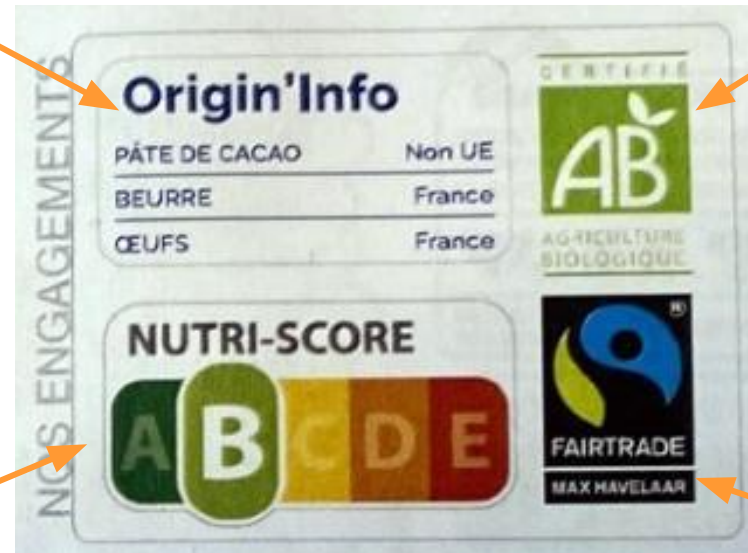 NOS ENGAGEMENTS
Origin'Info
PÂTE DE CACAO Non UE
BEURRE France
ŒUFS France
CERTIFIÉ
AB
AGRICULTURE
BIOLOGIQUE
NUTRI-SCORE
A B C D E
®
FAIRTRADE
MAX HAVELAAR